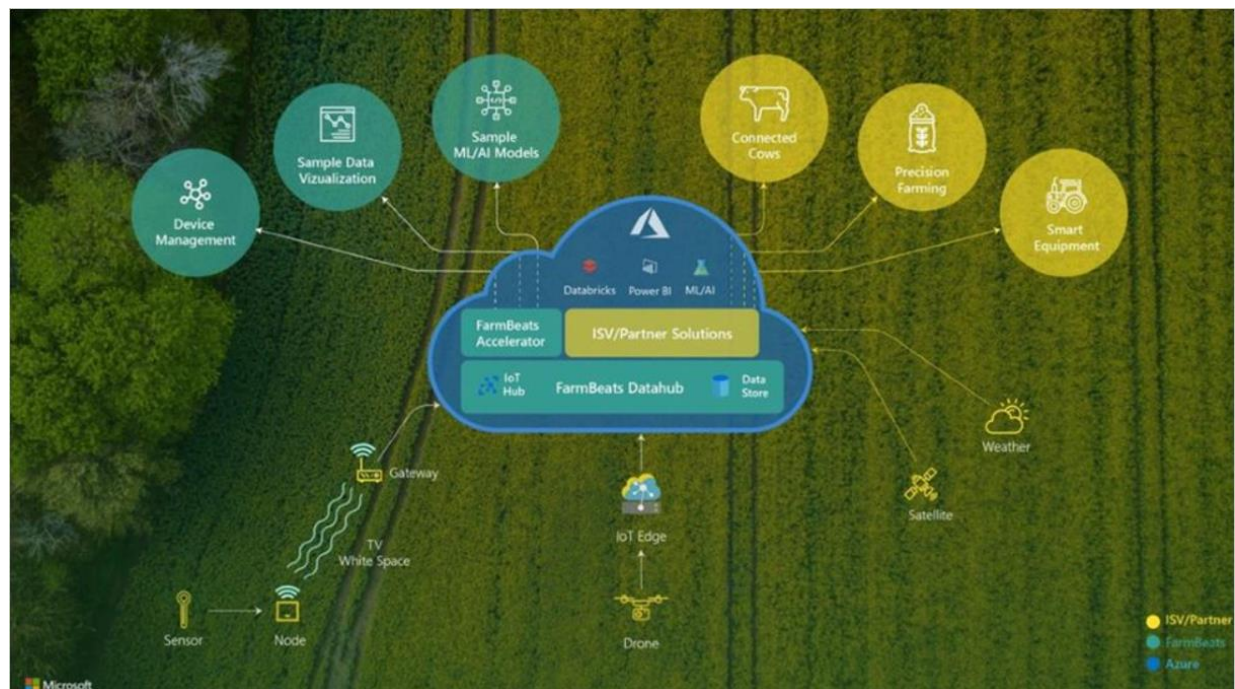 Sample
ML/AI Models
Connected
Cows
Sample Data
Vizualization
Precision
Farming
Device
Management
Smart
Equipment
Databricks
Power BI
ML/AI
FarmBeats
Accelerator
ISV/Partner Solutions
IoT
Hub
FarmBeats Datahub
Data
Store
Weather
Gateway
Satellite
IoT Edge
TV
White Space
Sensor
Node
Drone
ISV/Partner
FarmBeats
Azure
Microsoft